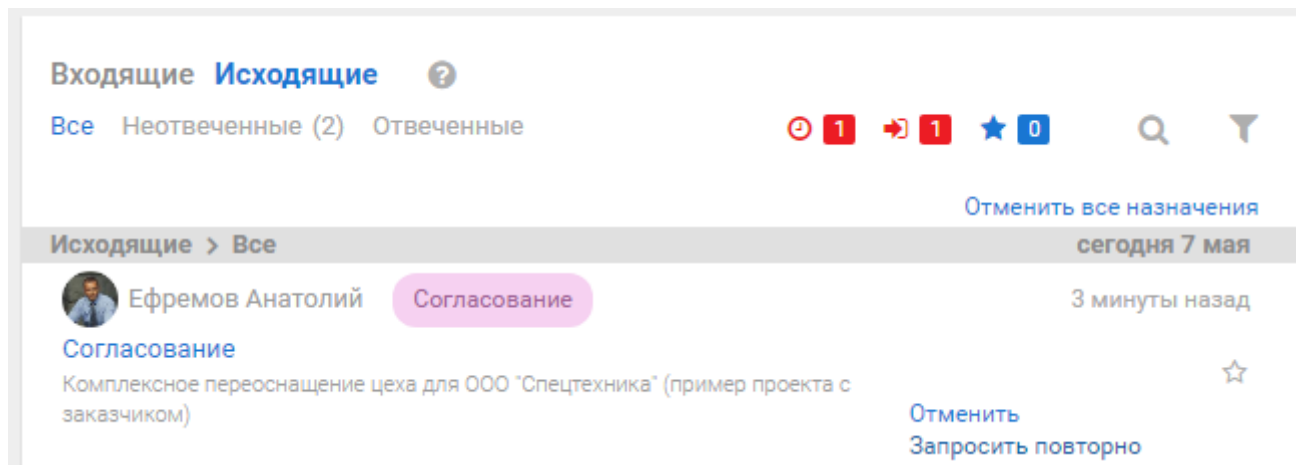 Входящие Исходящие ?
Все Неотвеченные (2) Отвеченные 1 1 0
Отменить все назначения
Исходящие > Все сегодня 7 мая
Ефремов Анатолий Согласование 3 минуты назад
Согласование
Комплексное переоснащение цеха для ООО "Спецтехника" (пример проекта с
заказчиком)
Отменить
Запросить повторно